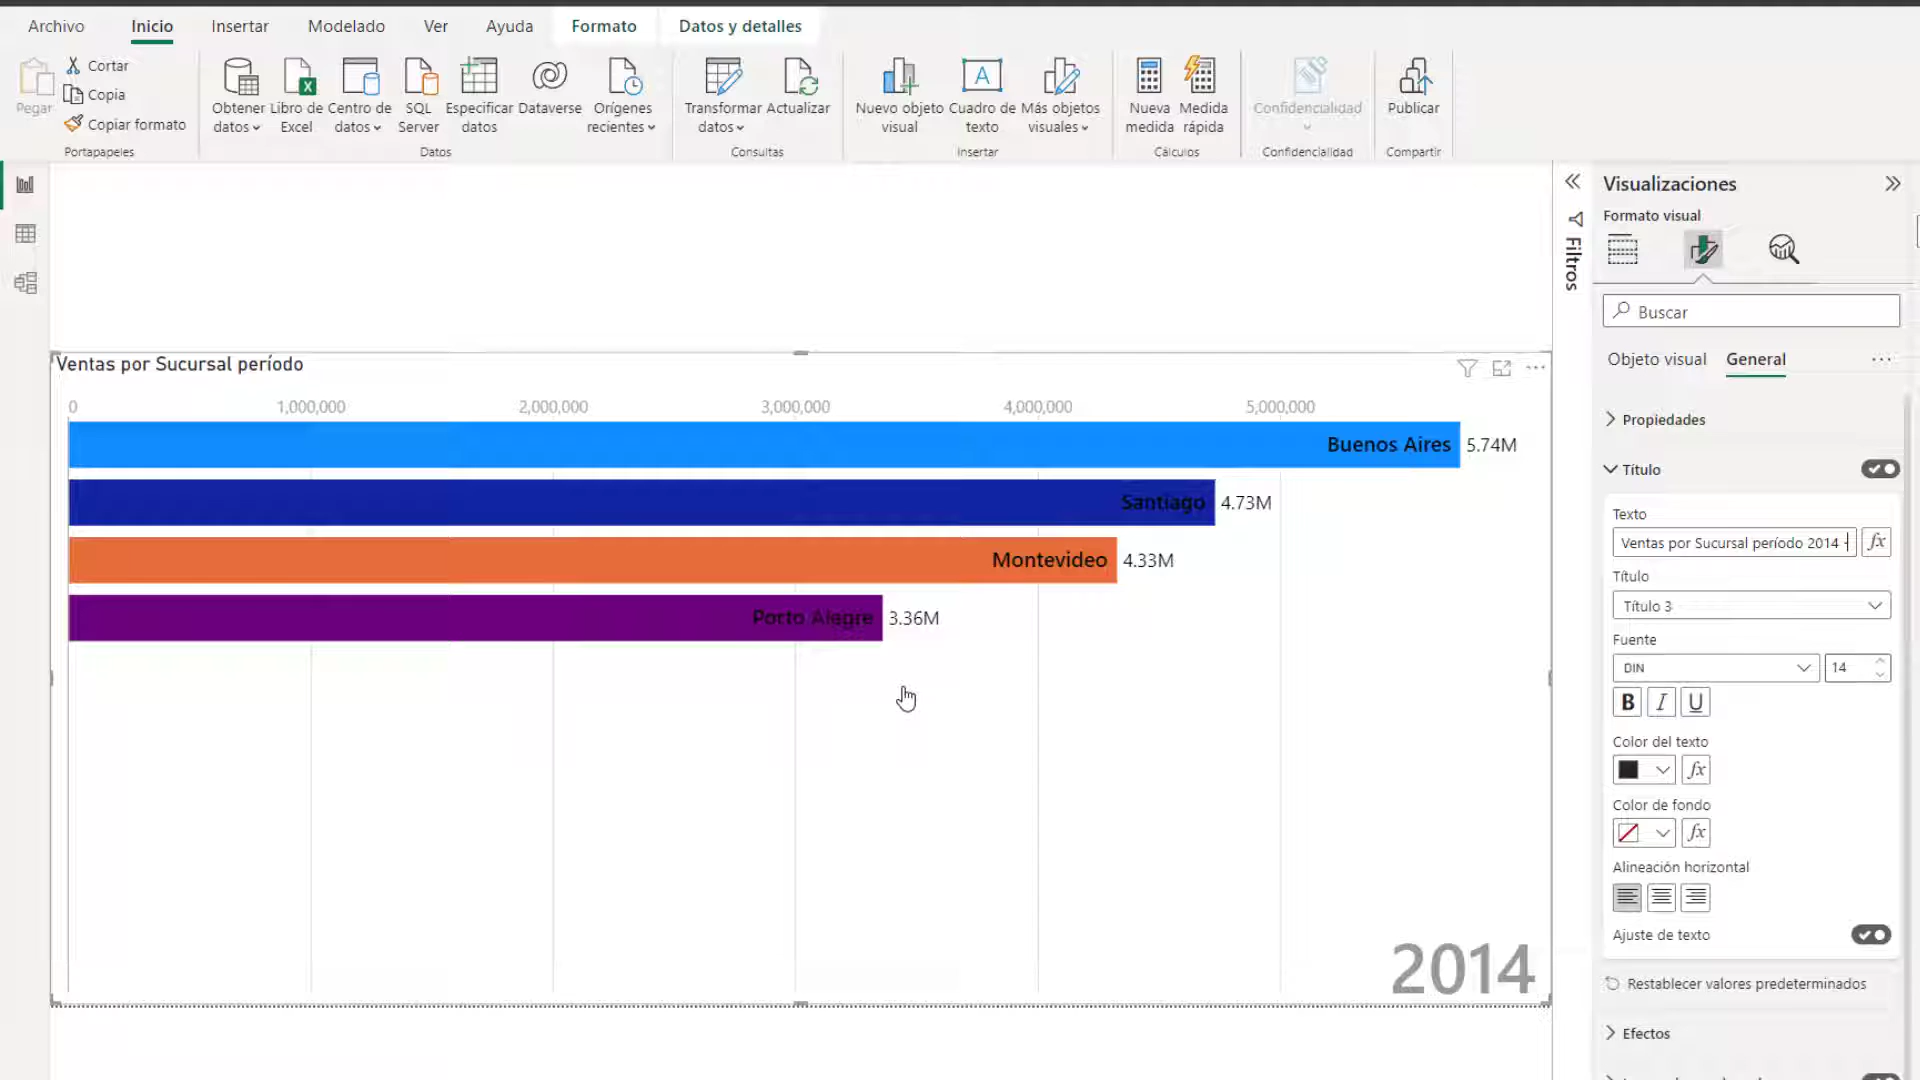 Archivo Inicio Insertar Modelado Ver Ayuda Formato Datos y detalles
Pegar
Cortar
Copia
Copiar formato
Portapapeles
Obtener datos
Libro de Excel
Centro de datos
SQL Server
Especificar datos
Dataverse
Orígenes recientes
Datos
Transformar datos
Actualizar
Consultas
Nuevo objeto visual
Cuadro de texto
Más objetos visuales
Insertar
Nueva medida
Medida rápida
Cálculos
Confidencialidad
Confidencialidad
Publicar
Compartir
Ventas por Sucursal período
0 1,000,000 2,000,000 3,000,000 4,000,000 5,000,000
Buenos Aires 5.74M
Santiago 4.73M
Montevideo 4.33M
Porto Alegre 3.36M
2014
Filtros
Visualizaciones
Formato visual
Buscar
Objeto visual General
Propiedades
Título
Texto
Ventas por Sucursal período 2014 -
fx
Título
Título 3
Fuente
DIN 14
B I U
Color del texto
fx
Color de fondo
fx
Alineación horizontal
Ajuste de texto
Restablecer valores predeterminados
Efectos